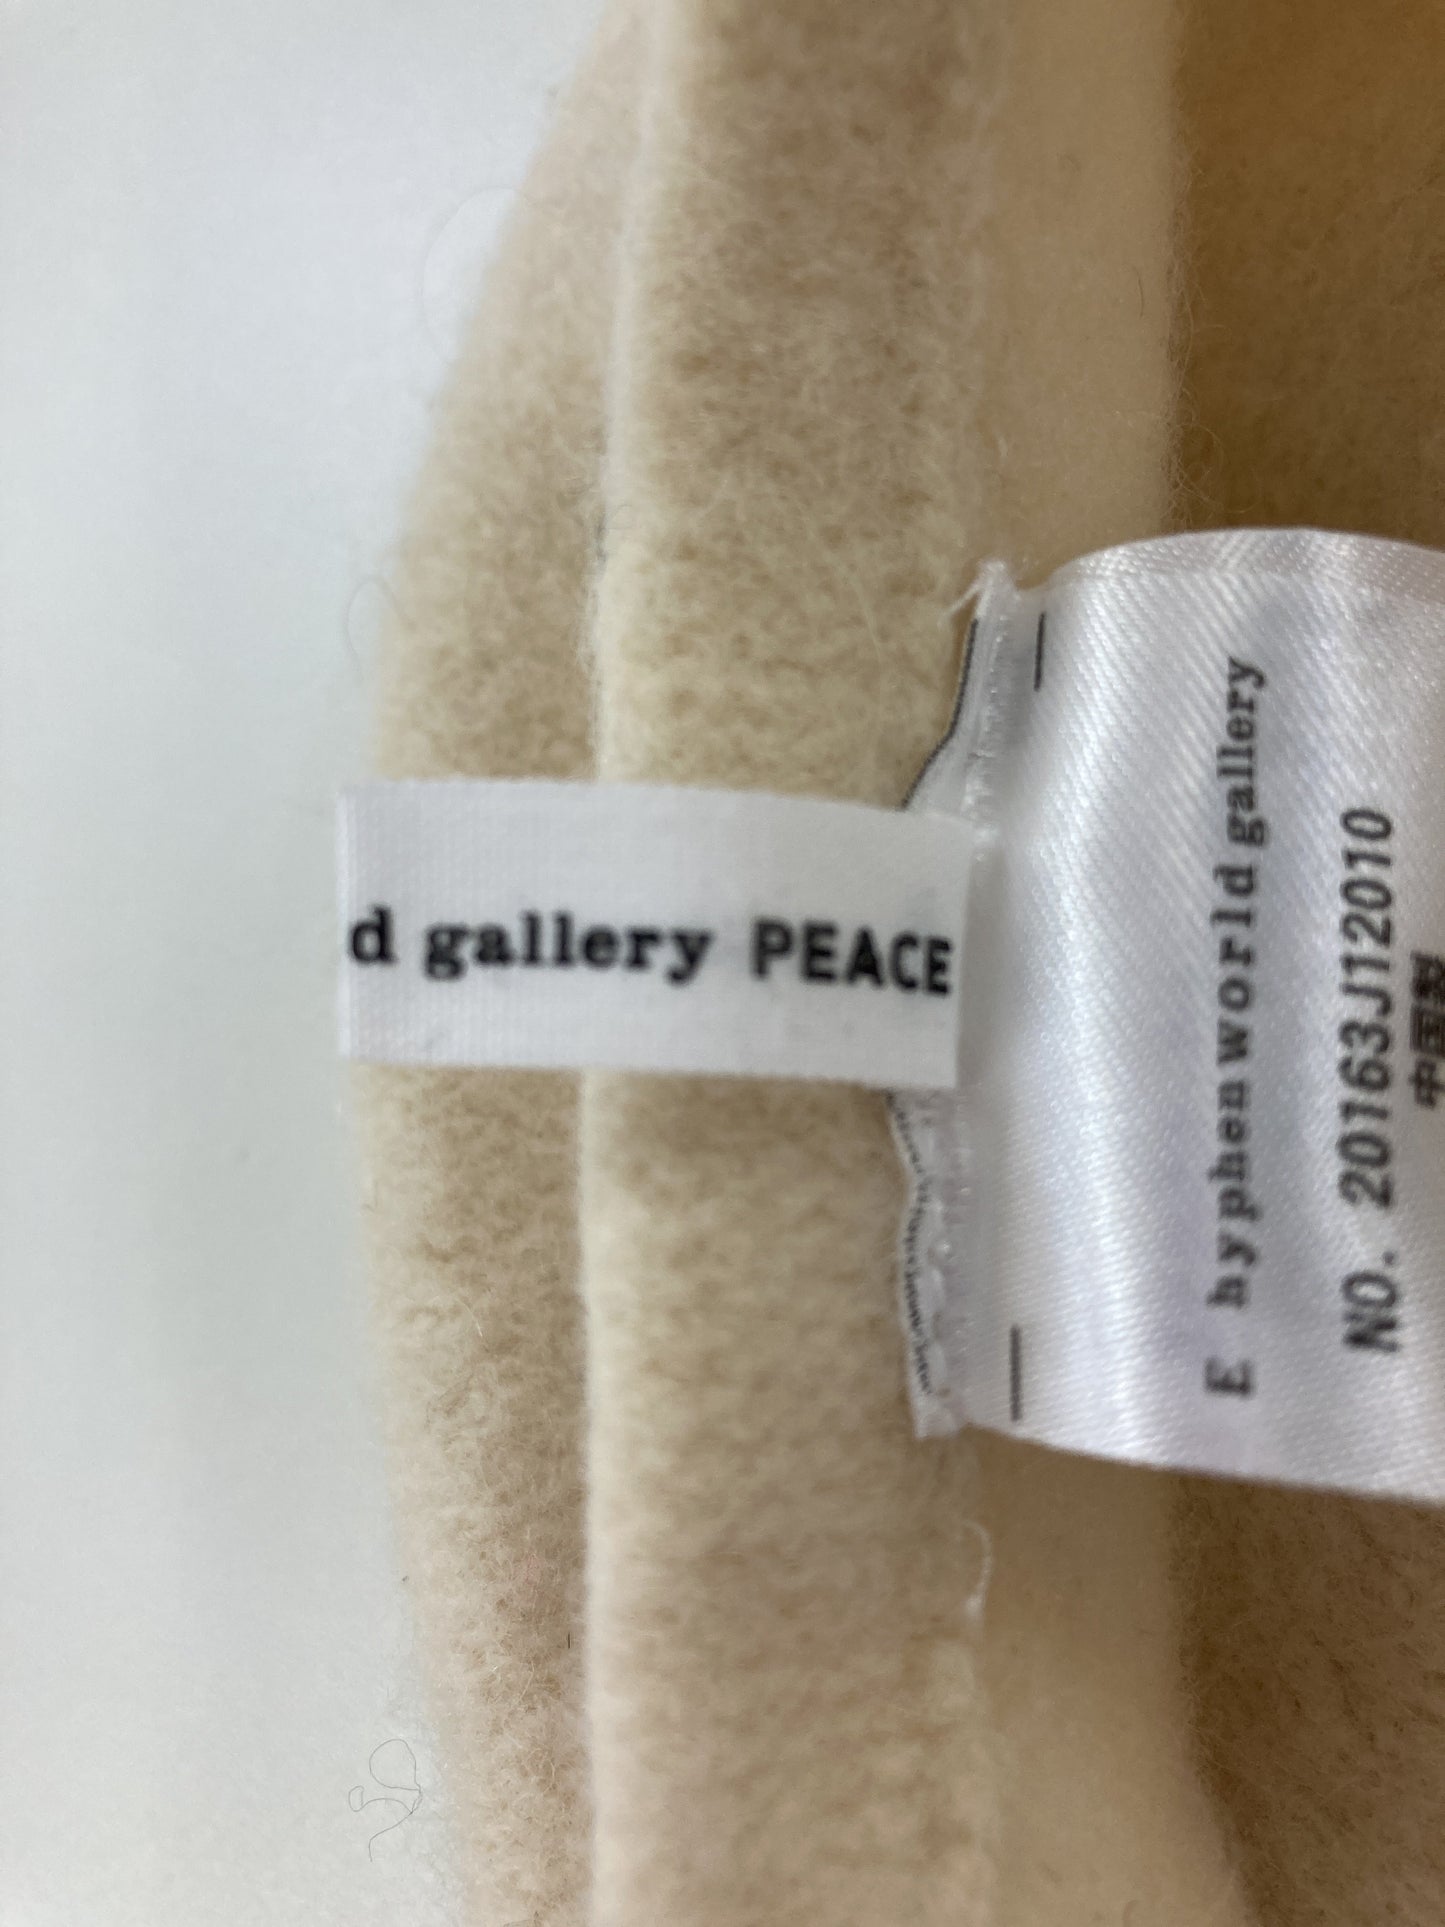 d gallery PEACE
E hyphen world gallery
NO. 20163J12010
中国製